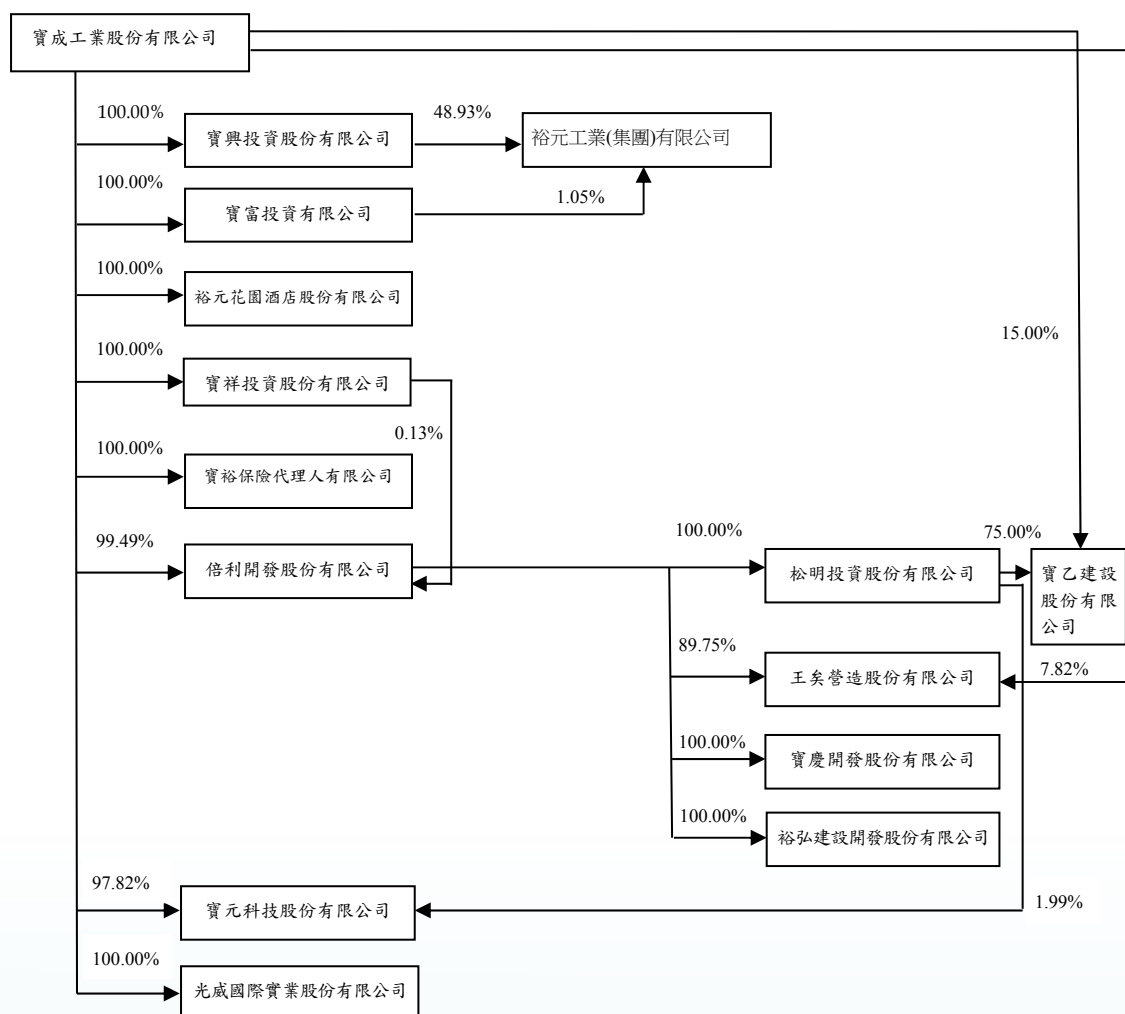 寶成工業股份有限公司
100.00%
48.93%
寶興投資股份有限公司
裕元工業(集團)有限公司
100.00%
1.05%
寶富投資有限公司
100.00%
裕元花園酒店股份有限公司
15.00%
100.00%
寶祥投資股份有限公司
0.13%
100.00%
寶裕保險代理人有限公司
99.49%
倍利開發股份有限公司
100.00%
松明投資股份有限公司
75.00%
寶乙建設
股份有限
公司
89.75%
王矣營造股份有限公司
7.82%
100.00%
寶慶開發股份有限公司
100.00%
裕弘建設開發股份有限公司
97.82%
寶元科技股份有限公司
1.99%
100.00%
光威國際實業股份有限公司